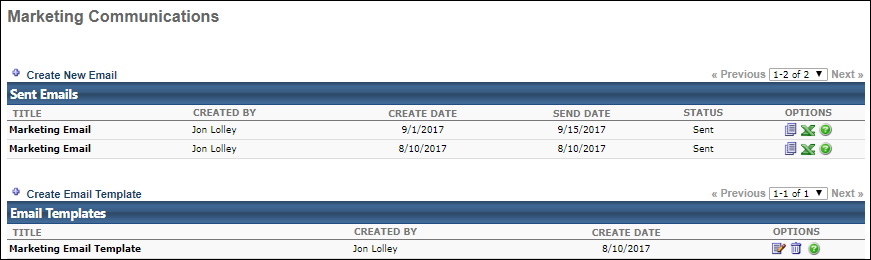 Marketing Communications
Create New Email « Previous 1-2 of 2 Next »
Sent Emails
TITLE CREATED BY CREATE DATE SEND DATE STATUS OPTIONS
Marketing Email Jon Lolley 9/1/2017 9/15/2017 Sent
Marketing Email Jon Lolley 8/10/2017 8/10/2017 Sent
Create Email Template « Previous 1-1 of 1 Next »
Email Templates
TITLE CREATED BY CREATE DATE OPTIONS
Marketing Email Template Jon Lolley 8/10/2017